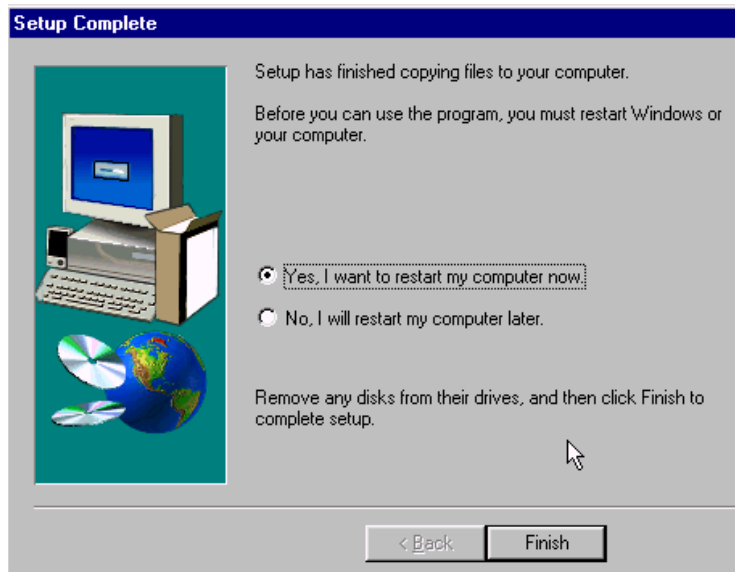 Setup Complete
Setup has finished copying files to your computer.
Before you can use the program, you must restart Windows or
your computer.
Yes, I want to restart my computer now.
No, I will restart my computer later.
Remove any disks from their drives, and then click Finish to
complete setup.
< Back
Finish